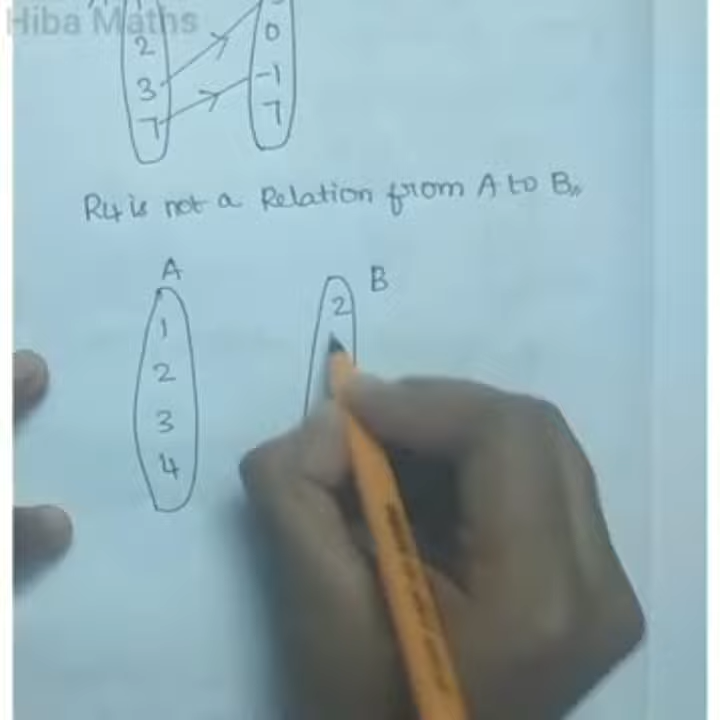 Hiba Maths
2 0
3 -1
7 7
R4 is not a Relation from A to B,,
A B
1 2
2
3
4